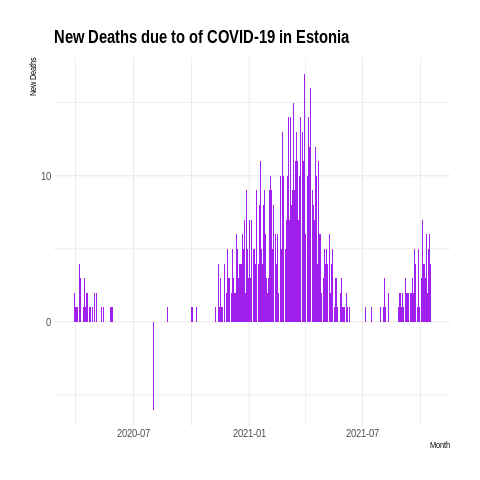 New Deaths due to of COVID-19 in Estonia
New Deaths
10
0
2020-07
2021-01
2021-07
Month